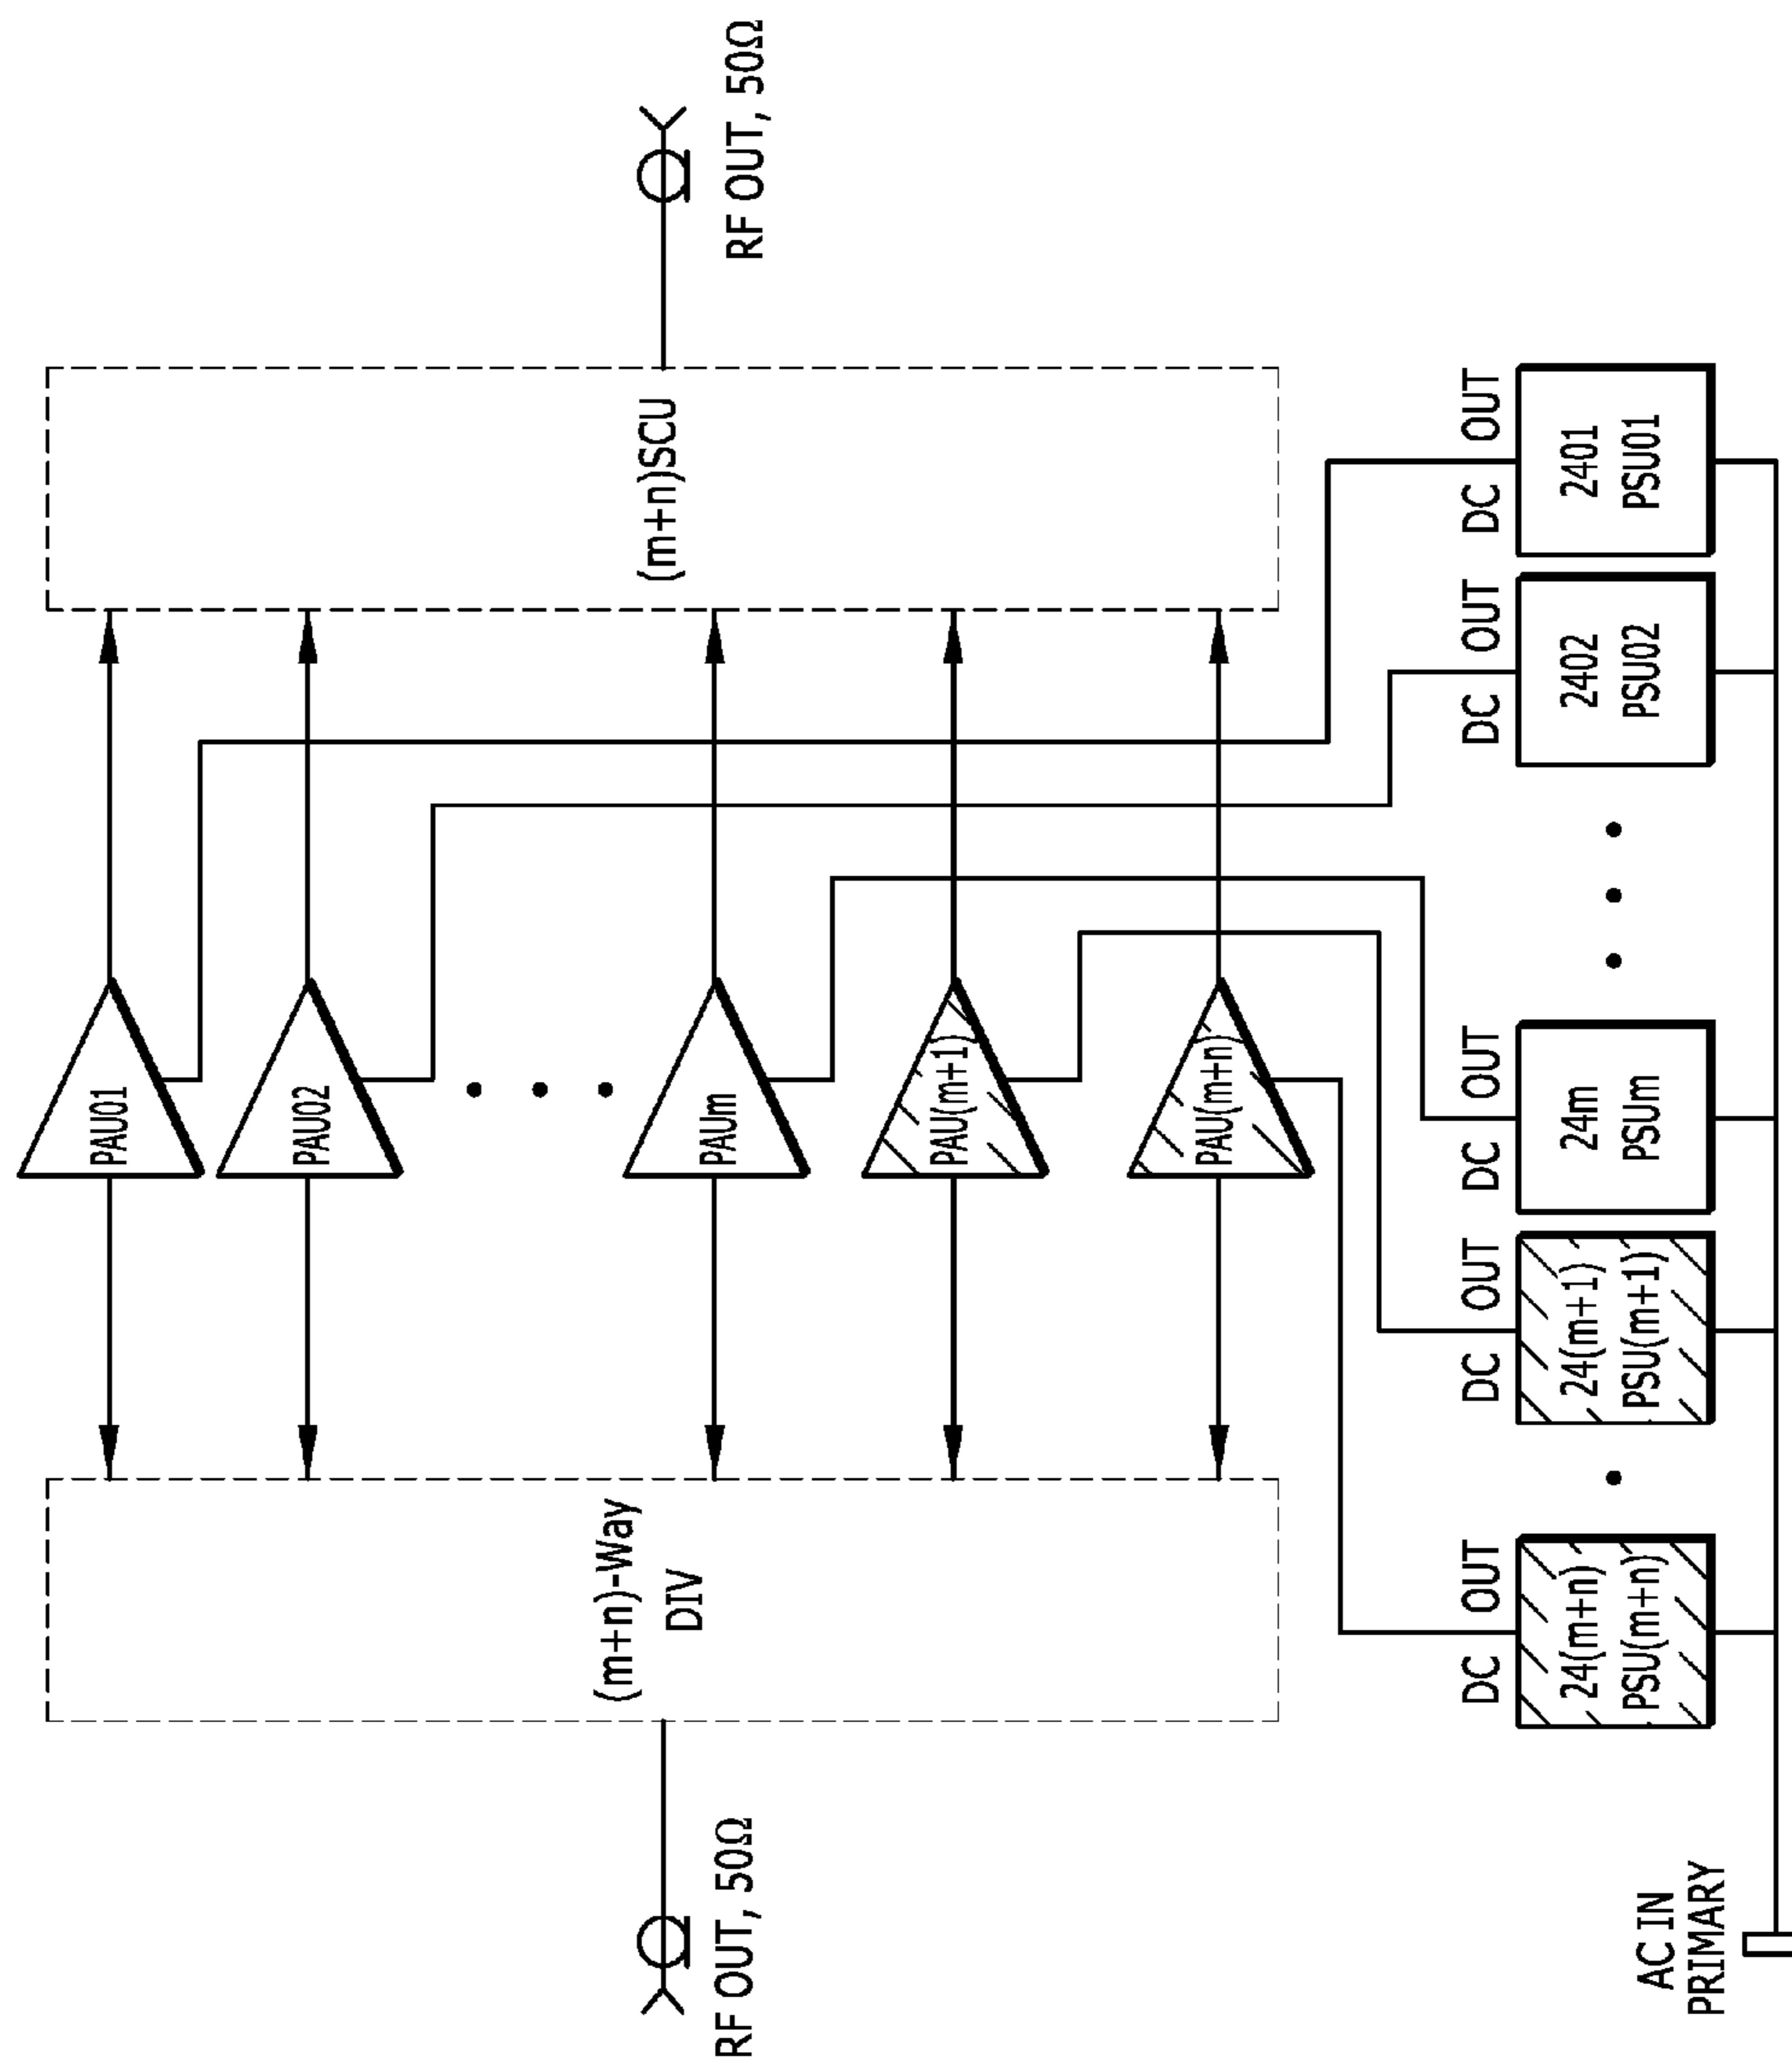 PAU01
PAU02
PAUm
PAU(m+1)
PAU(m+n)
(m+n)-Way
DIV
(m+n)SCU
RF OUT, 50Ω
RF OUT, 50Ω
AC IN
PRIMARY
DC OUT
24(m+n)
PSU(m+n)
DC OUT
24(m+1)
PSU(m+1)
DC OUT
24m
PSUm
DC OUT
2402
PSU02
DC OUT
2401
PSU01